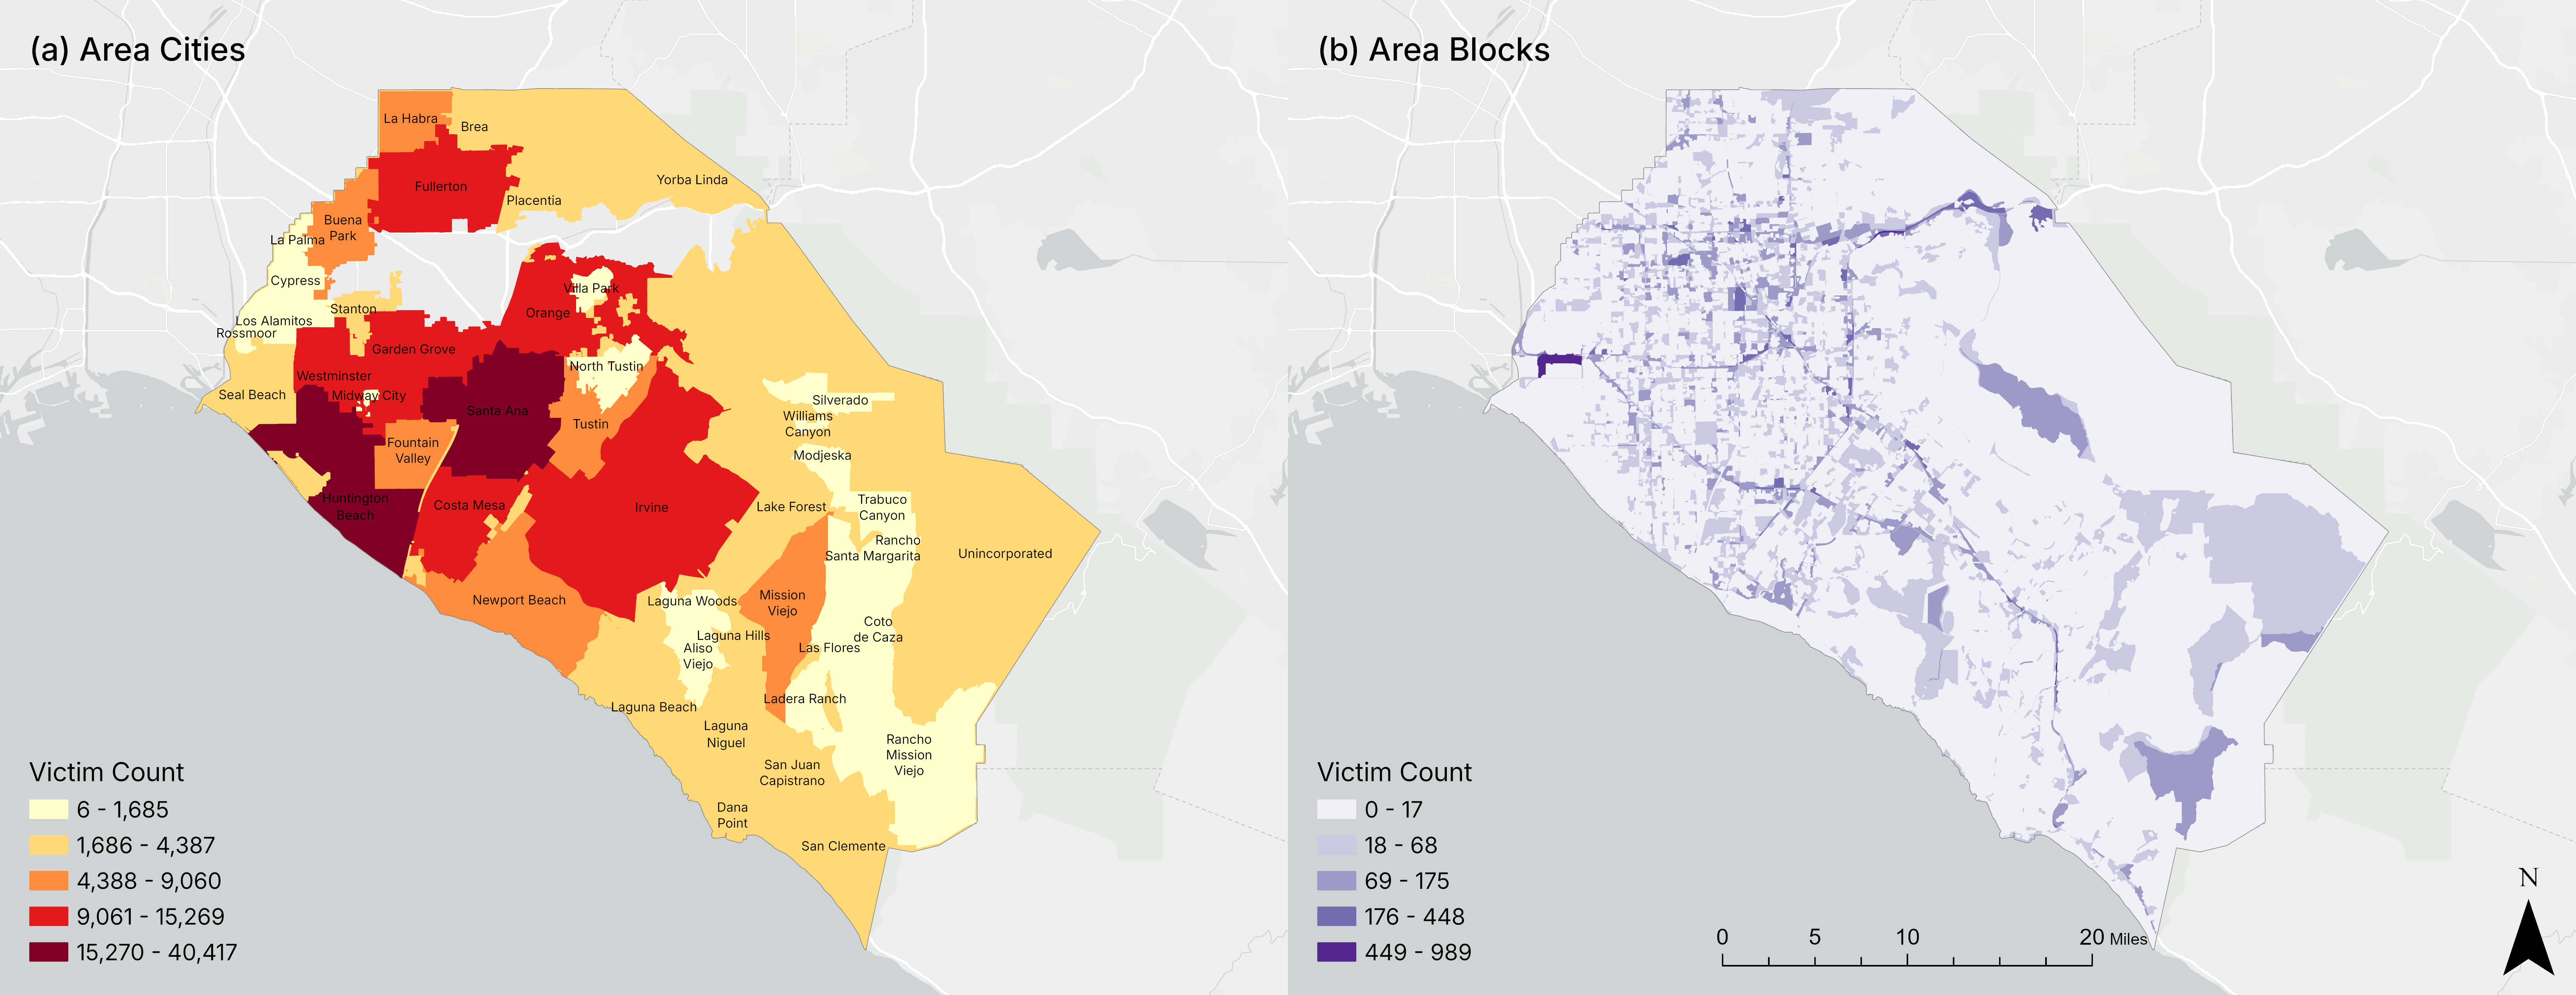 (a) Area Cities
La Habra
Brea
Fullerton
Yorba Linda
Placentia
Buena
Park
La Palma
Cypress
Villa Park
Stanton
Orange
Los Alamitos
Rossmoor
Garden Grove
North Tustin
Westminster
Seal Beach
Midway City
Silverado
Santa Ana
Williams
Canyon
Tustin
Fountain
Valley
Modjeska
Huntington
Beach
Costa Mesa
Irvine
Lake Forest
Trabuco
Canyon
Rancho
Santa Margarita
Unincorporated
Newport Beach
Laguna Woods
Mission
Viejo
Laguna Hills
Coto
de Caza
Aliso
Viejo
Las Flores
Ladera Ranch
Laguna Beach
Laguna
Niguel
Rancho
Mission
Viejo
San Juan
Capistrano
Dana
Point
San Clemente
Victim Count
6 - 1,685
1,686 - 4,387
4,388 - 9,060
9,061 - 15,269
15,270 - 40,417
(b) Area Blocks
Victim Count
0 - 17
18 - 68
69 - 175
176 - 448
449 - 989
0 5 10 20 Miles
N